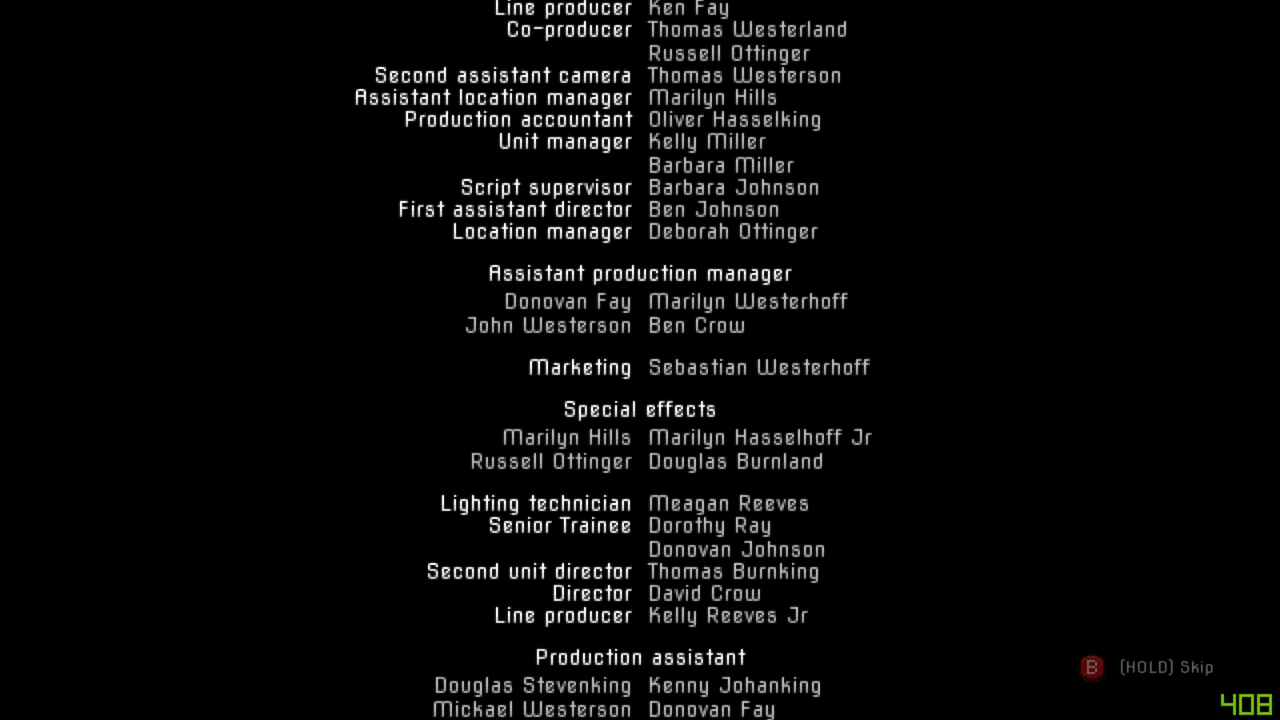 Line producer Ken Fay
Co-producer Thomas Westerland
Russell Ottinger
Second assistant camera Thomas Westerson
Assistant location manager Marilyn Hills
Production accountant Oliver Hasselking
Unit manager Kelly Miller
Barbara Miller
Script supervisor Barbara Johnson
First assistant director Ben Johnson
Location manager Deborah Ottinger
Assistant production manager
Donovan Fay Marilyn Westerhoff
John Westerson Ben Crow
Marketing Sebastian Westerhoff
Special effects
Marilyn Hills Marilyn Hasselhoff Jr
Russell Ottinger Douglas Burnland
Lighting technician Meagan Reeves
Senior Trainee Dorothy Ray
Donovan Johnson
Second unit director Thomas Burnking
Director David Crow
Line producer Kelly Reeves Jr
Production assistant
B (HOLD) Skip
Douglas Stevenking Kenny Johanking
Mickael Westerson Donovan Fay
408